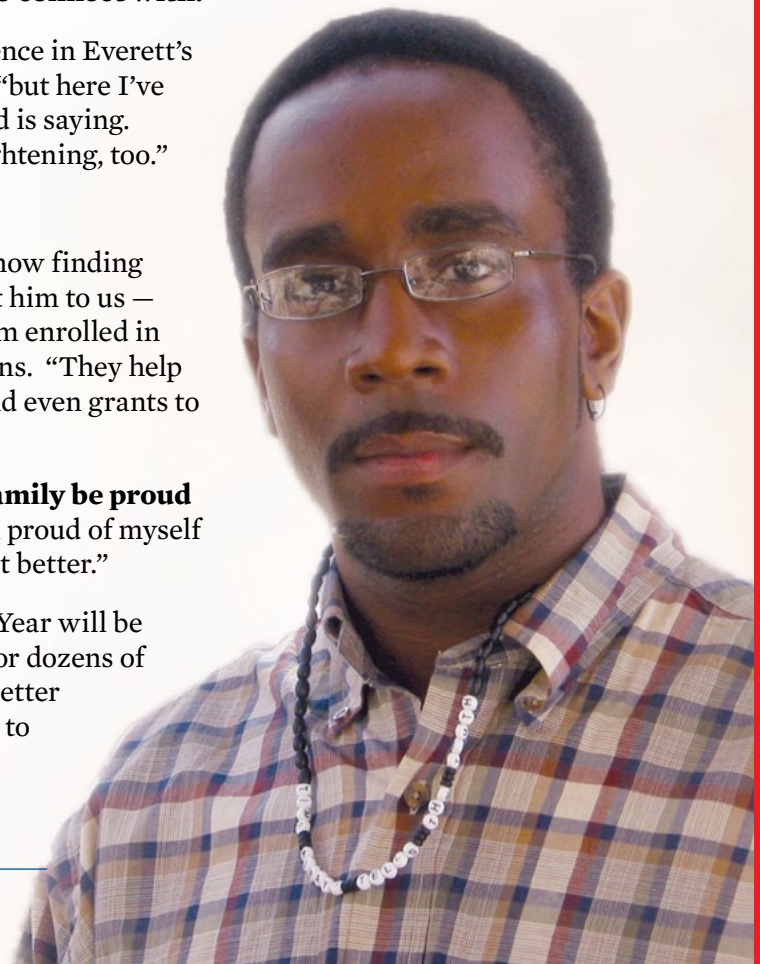 ence in Everett’s
“but here I’ve
d is saying.
htening, too.”
now finding
t him to us —
m enrolled in
ns.  “They help
d even grants to
amily be proud
proud of myself
t better.”
Year will be
or dozens of
etter
to